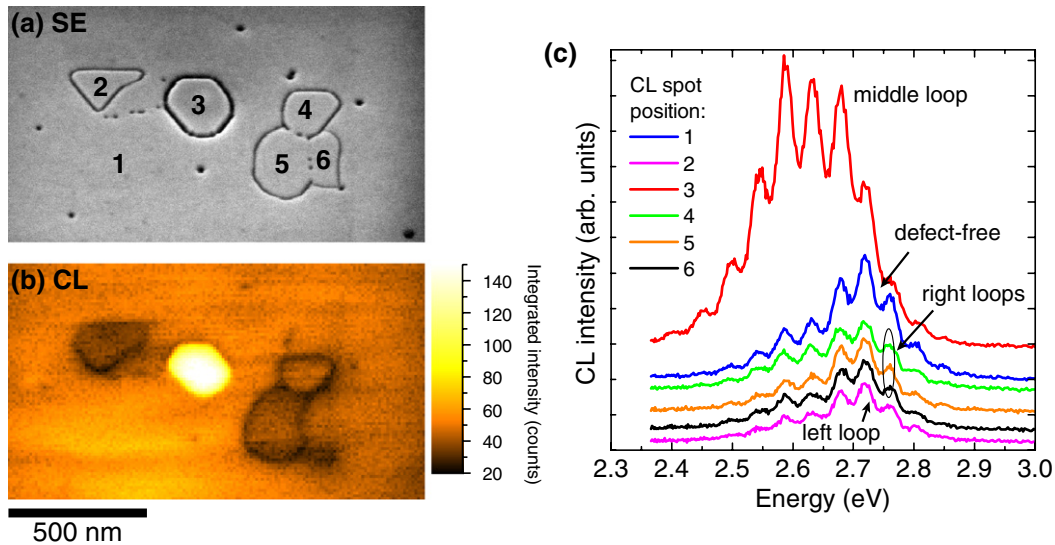 (a) SE
2
3
4
1
5
6
(b) CL
140
120
100
80
60
40
20
Integrated intensity (counts)
500 nm
(c)
CL spot
position:
1
2
3
4
5
6
middle loop
defect-free
right loops
left loop
CL intensity (arb. units)
2.3 2.4 2.5 2.6 2.7 2.8 2.9 3.0
Energy (eV)